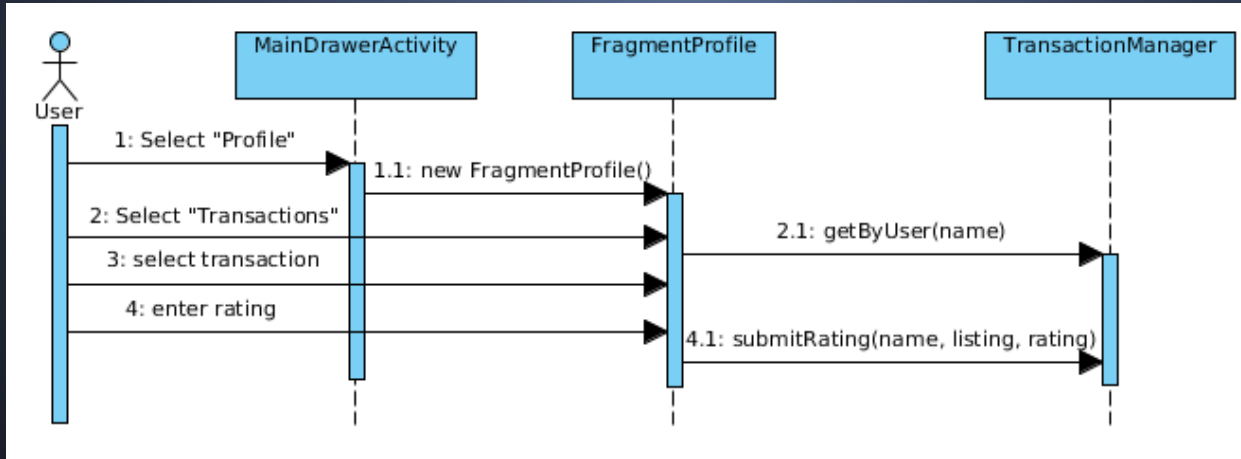 MainDrawerActivity
FragmentProfile
TransactionManager
User
1: Select "Profile"
1.1: new FragmentProfile()
2: Select "Transactions"
2.1: getByUser(name)
3: select transaction
4: enter rating
4.1: submitRating(name, listing, rating)